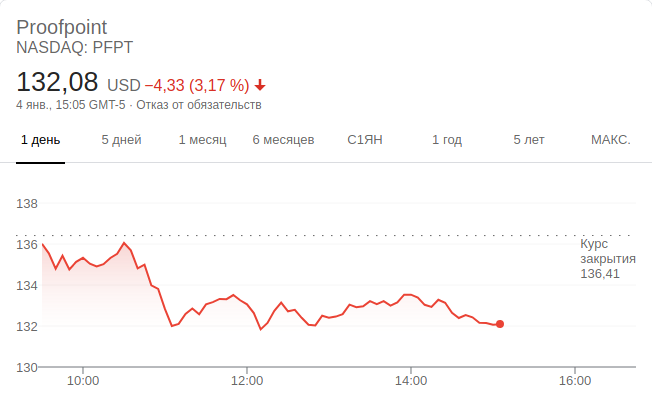 Proofpoint
NASDAQ: PFPT
132,08 USD −4,33 (3,17 %)
4 янв., 15:05 GMT-5 · Отказ от обязательств
1 день 5 дней 1 месяц 6 месяцев С1ЯН 1 год 5 лет МАКС.
138
136
134
132
130
Курс
закрытия
136,41
10:00 12:00 14:00 16:00